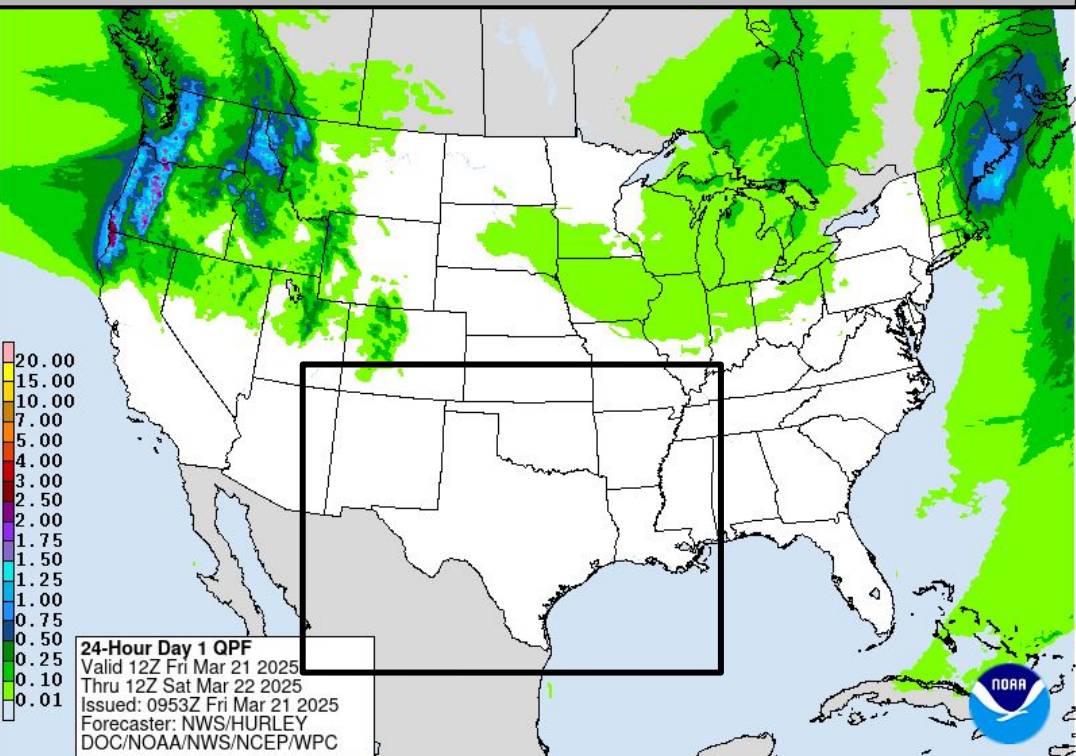 20.00
15.00
10.00
7.00
5.00
4.00
3.00
2.50
2.00
1.75
1.50
1.25
1.00
0.75
0.50
0.25
0.10
0.01
24-Hour Day 1 QPF
Valid 12Z Fri Mar 21 2025
Thru 12Z Sat Mar 22 2025
Issued: 0953Z Fri Mar 21 2025
Forecaster: NWS/HURLEY
DOC/NOAA/NWS/NCEP/WPC
NOAA